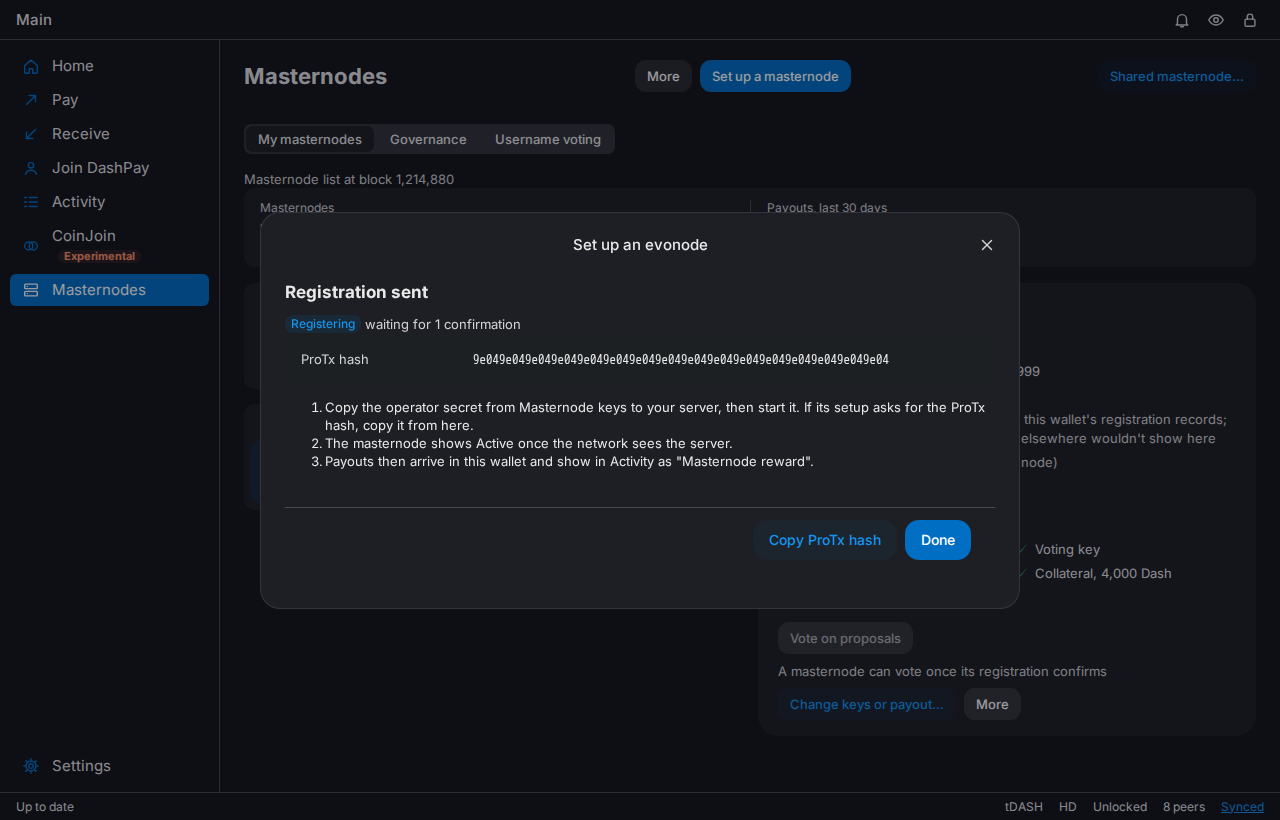 Main
Home
Pay
Receive
Join DashPay
Activity
CoinJoin
Experimental
Masternodes
Settings
Masternodes
More
Set up a masternode
Shared masternode...
My masternodes
Governance
Username voting
Masternode list at block 1,214,880
Masternodes
Payouts, last 30 days
Set up an evonode
Registration sent
Registering waiting for 1 confirmation
ProTx hash 9e049e049e049e049e049e049e049e049e049e049e049e049e049e049e049e04
1. Copy the operator secret from Masternode keys to your server, then start it. If its setup asks for the ProTx
hash, copy it from here.
2. The masternode shows Active once the network sees the server.
3. Payouts then arrive in this wallet and show in Activity as "Masternode reward".
Copy ProTx hash
Done
999
this wallet's registration records;
elsewhere wouldn't show here
node)
Voting key
Collateral, 4,000 Dash
Vote on proposals
A masternode can vote once its registration confirms
Change keys or payout...
More
Up to date
tDASH
HD
Unlocked
8 peers
Synced